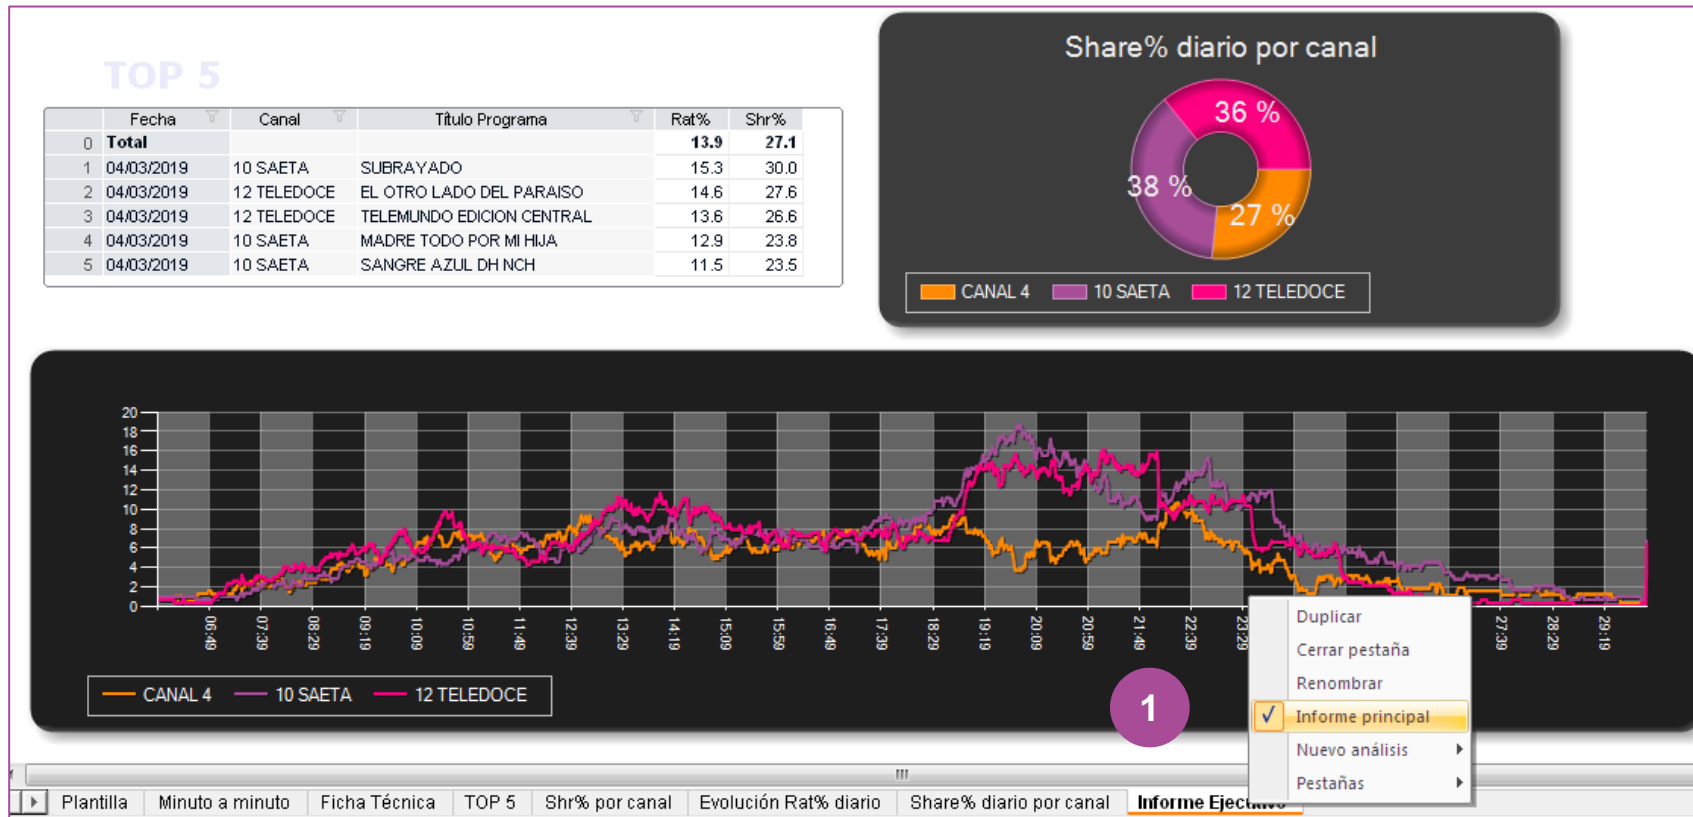 TOP 5
Fecha Canal Título Programa Rat% Shr%
0 Total 13.9 27.1
1 04/03/2019 10 SAETA SUBRAYADO 15.3 30.0
2 04/03/2019 12 TELEDOCE EL OTRO LADO DEL PARAISO 14.6 27.6
3 04/03/2019 12 TELEDOCE TELEMUNDO EDICION CENTRAL 13.6 26.6
4 04/03/2019 10 SAETA MADRE TODO POR MI HIJA 12.9 23.8
5 04/03/2019 10 SAETA SANGRE AZUL DH NCH 11.5 23.5
Share% diario por canal
36 %
38 %
27 %
CANAL 4 10 SAETA 12 TELEDOCE
20
18
16
14
12
10
8
6
4
2
0
06:49 07:39 08:29 09:19 10:09 10:59 11:49 12:39 13:29 14:19 15:09 15:59 16:49 17:39 18:29 19:19 20:09 20:59 21:49 22:39 23:29 27:39 28:29 29:19
CANAL 4 10 SAETA 12 TELEDOCE
1
Duplicar
Cerrar pestaña
Renombrar
Informe principal
Nuevo análisis
Pestañas
Plantilla Minuto a minuto Ficha Técnica TOP 5 Shr% por canal Evolución Rat% diario Share% diario por canal Informe Ejecutivo